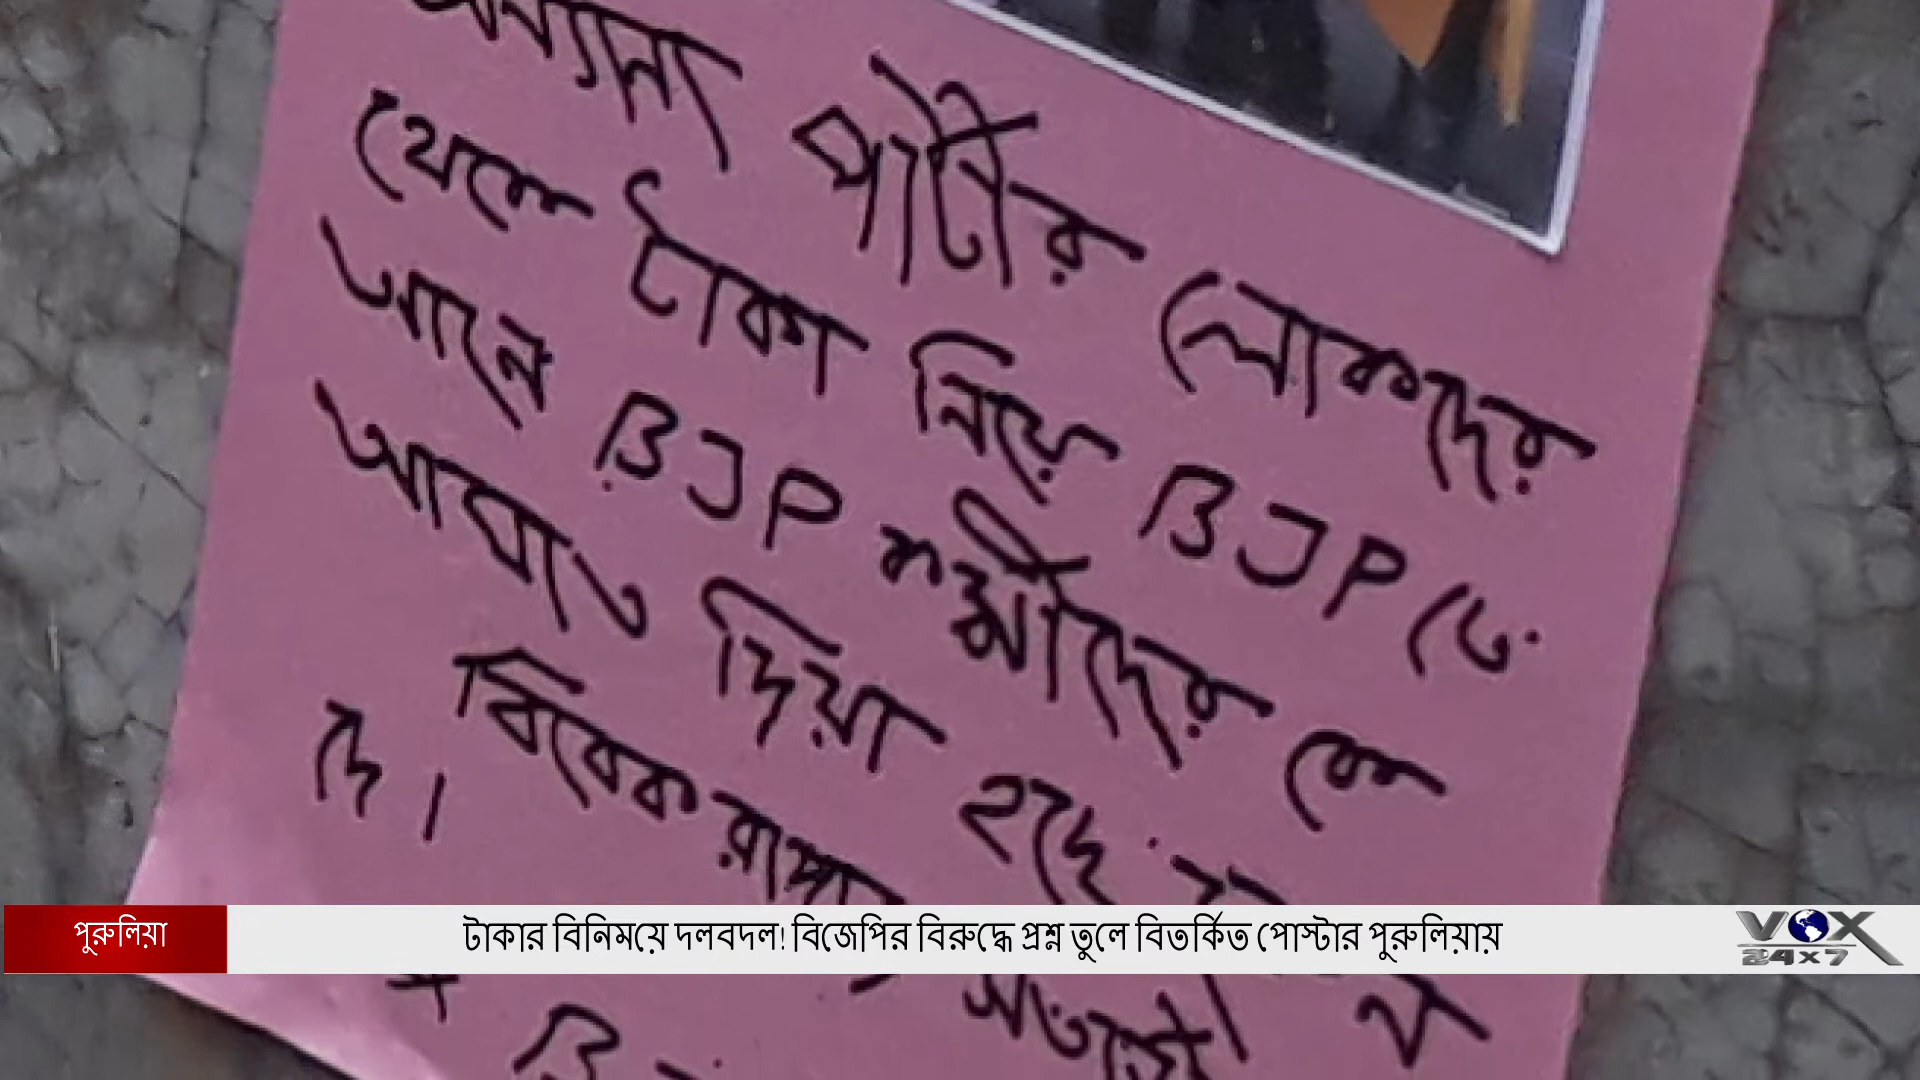 অন্যান্য পার্টীর লোকদের
থেকে টাকা নিয়ে BJP তে
আনে BJP কর্ম্মীদের কে
আঘাত দিয়া হচ্ছে
দে।
বিবেক
পুরুলিয়া
টাকার বিনিময়ে দলবদল! বিজেপির বিরুদ্ধে প্রশ্ন তুলে বিতর্কিত পোস্টার পুরুলিয়ায়
VOX
24x7